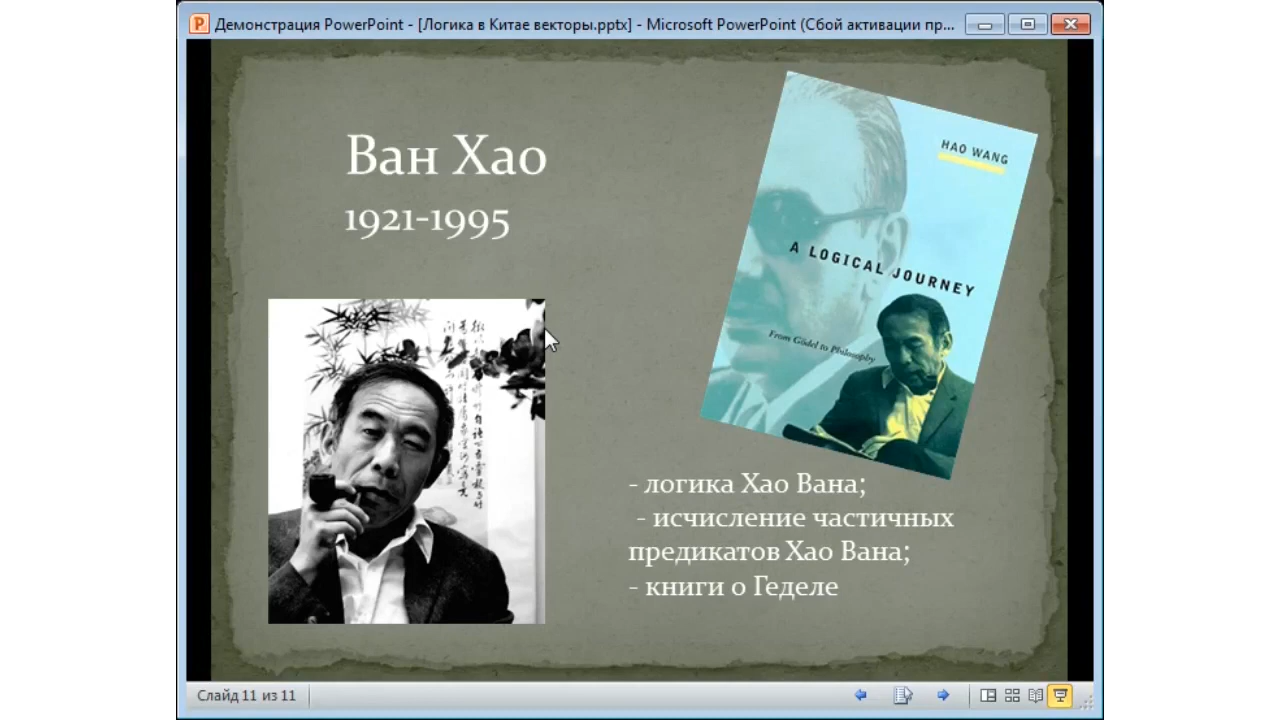 Демонстрация PowerPoint - [Логика в Китае векторы.pptx] - Microsoft PowerPoint (Сбой активации пр...
Ван Хао
1921-1995
HAO WANG
A LOGICAL JOURNEY
From Gödel to Philosophy
- логика Хао Вана;
- исчисление частичных
предикатов Хао Вана;
- книги о Геделе
Слайд 11 из 11